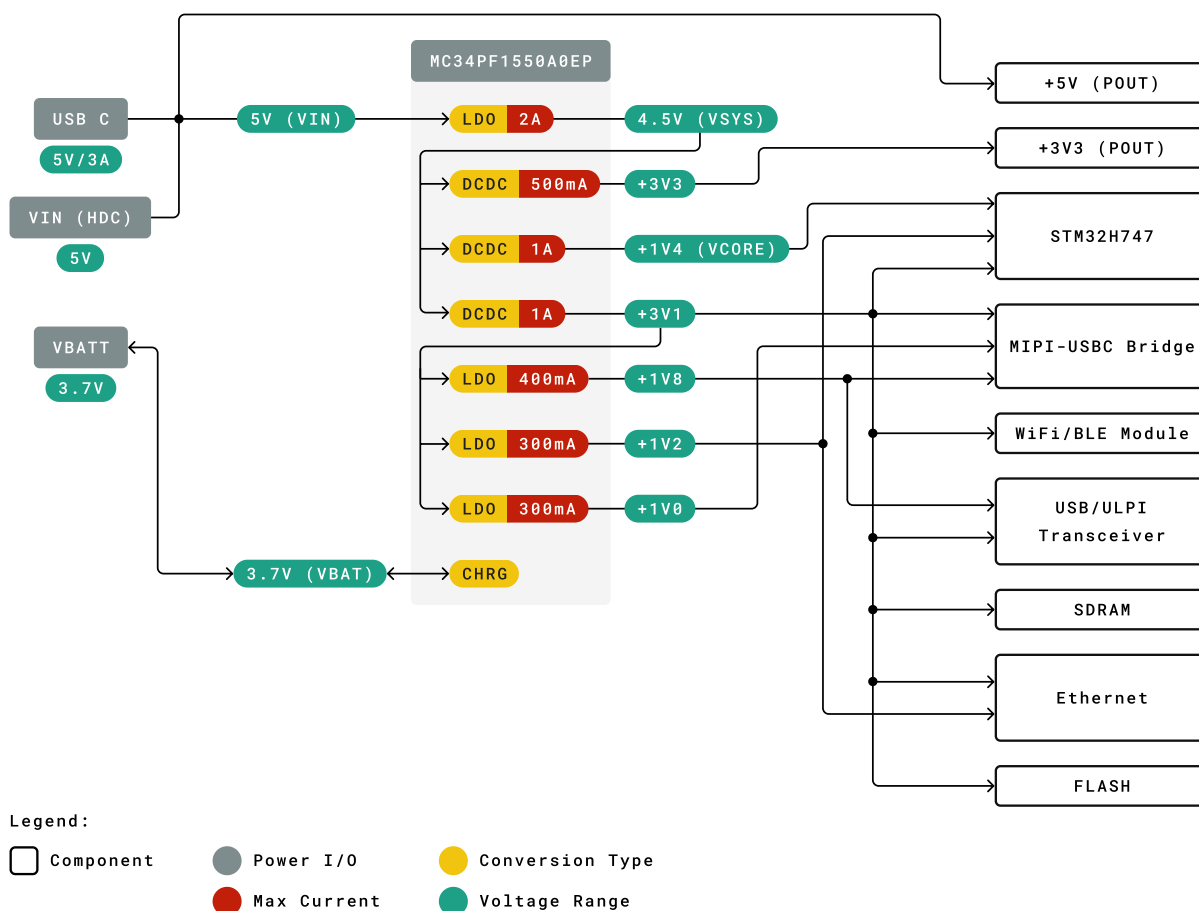 MC34PF1550A0EP
+5V (POUT)
USB C
5V (VIN)
LDO 2A
4.5V (VSYS)
5V/3A
+3V3 (POUT)
DCDC 500mA
+3V3
VIN (HDC)
5V
DCDC 1A
+1V4 (VCORE)
STM32H747
DCDC 1A
+3V1
VBATT
3.7V
MIPI-USBC Bridge
LDO 400mA
+1V8
WiFi/BLE Module
LDO 300mA
+1V2
LDO 300mA
+1V0
USB/ULPI
Transceiver
3.7V (VBAT)
CHRG
SDRAM
Ethernet
FLASH
Legend:
Component
Power I/O
Conversion Type
Max Current
Voltage Range